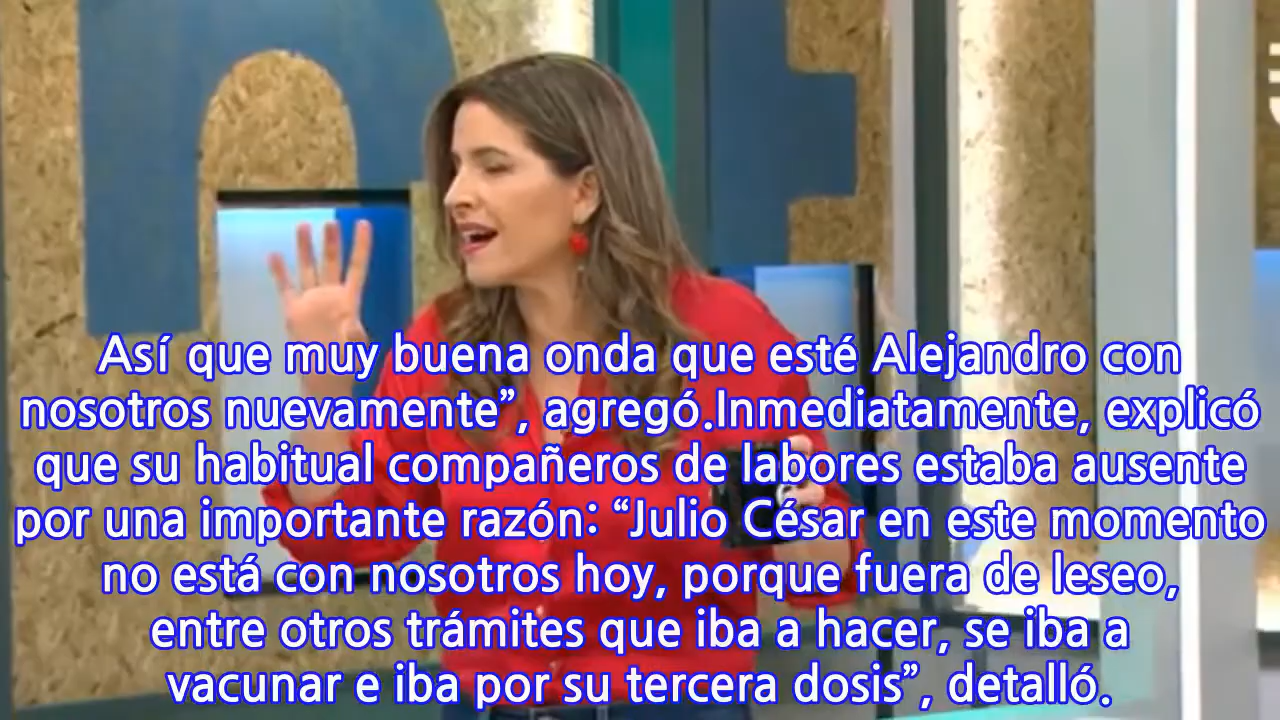 Así que muy buena onda que esté Alejandro con
nosotros nuevamente”, agregó.Inmediatamente, explicó
que su habitual compañeros de labores estaba ausente
por una importante razón: “Julio César en este momento
no está con nosotros hoy, porque fuera de leseo,
entre otros trámites que iba a hacer, se iba a
vacunar e iba por su tercera dosis”, detalló.